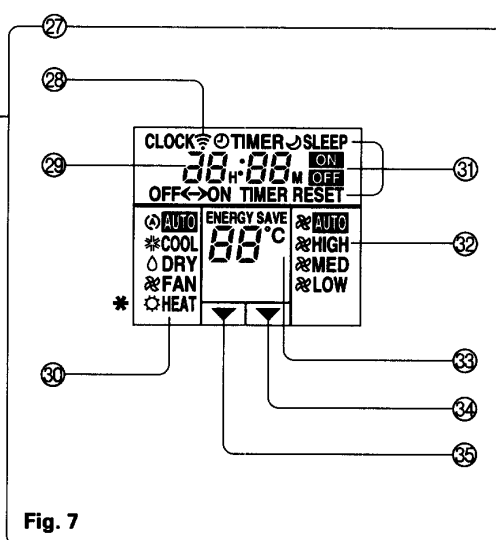 ㉗
㉘
CLOCK TIMER SLEEP
㉙ 38H:88M ON ㉛
OFF
OFF<->ON TIMER RESET
AUTO ENERGY SAVE AUTO ㉜
COOL 88°C HIGH
DRY MED
FAN LOW
* HEAT
㉚ ㉝
㉞
㉟
Fig. 7